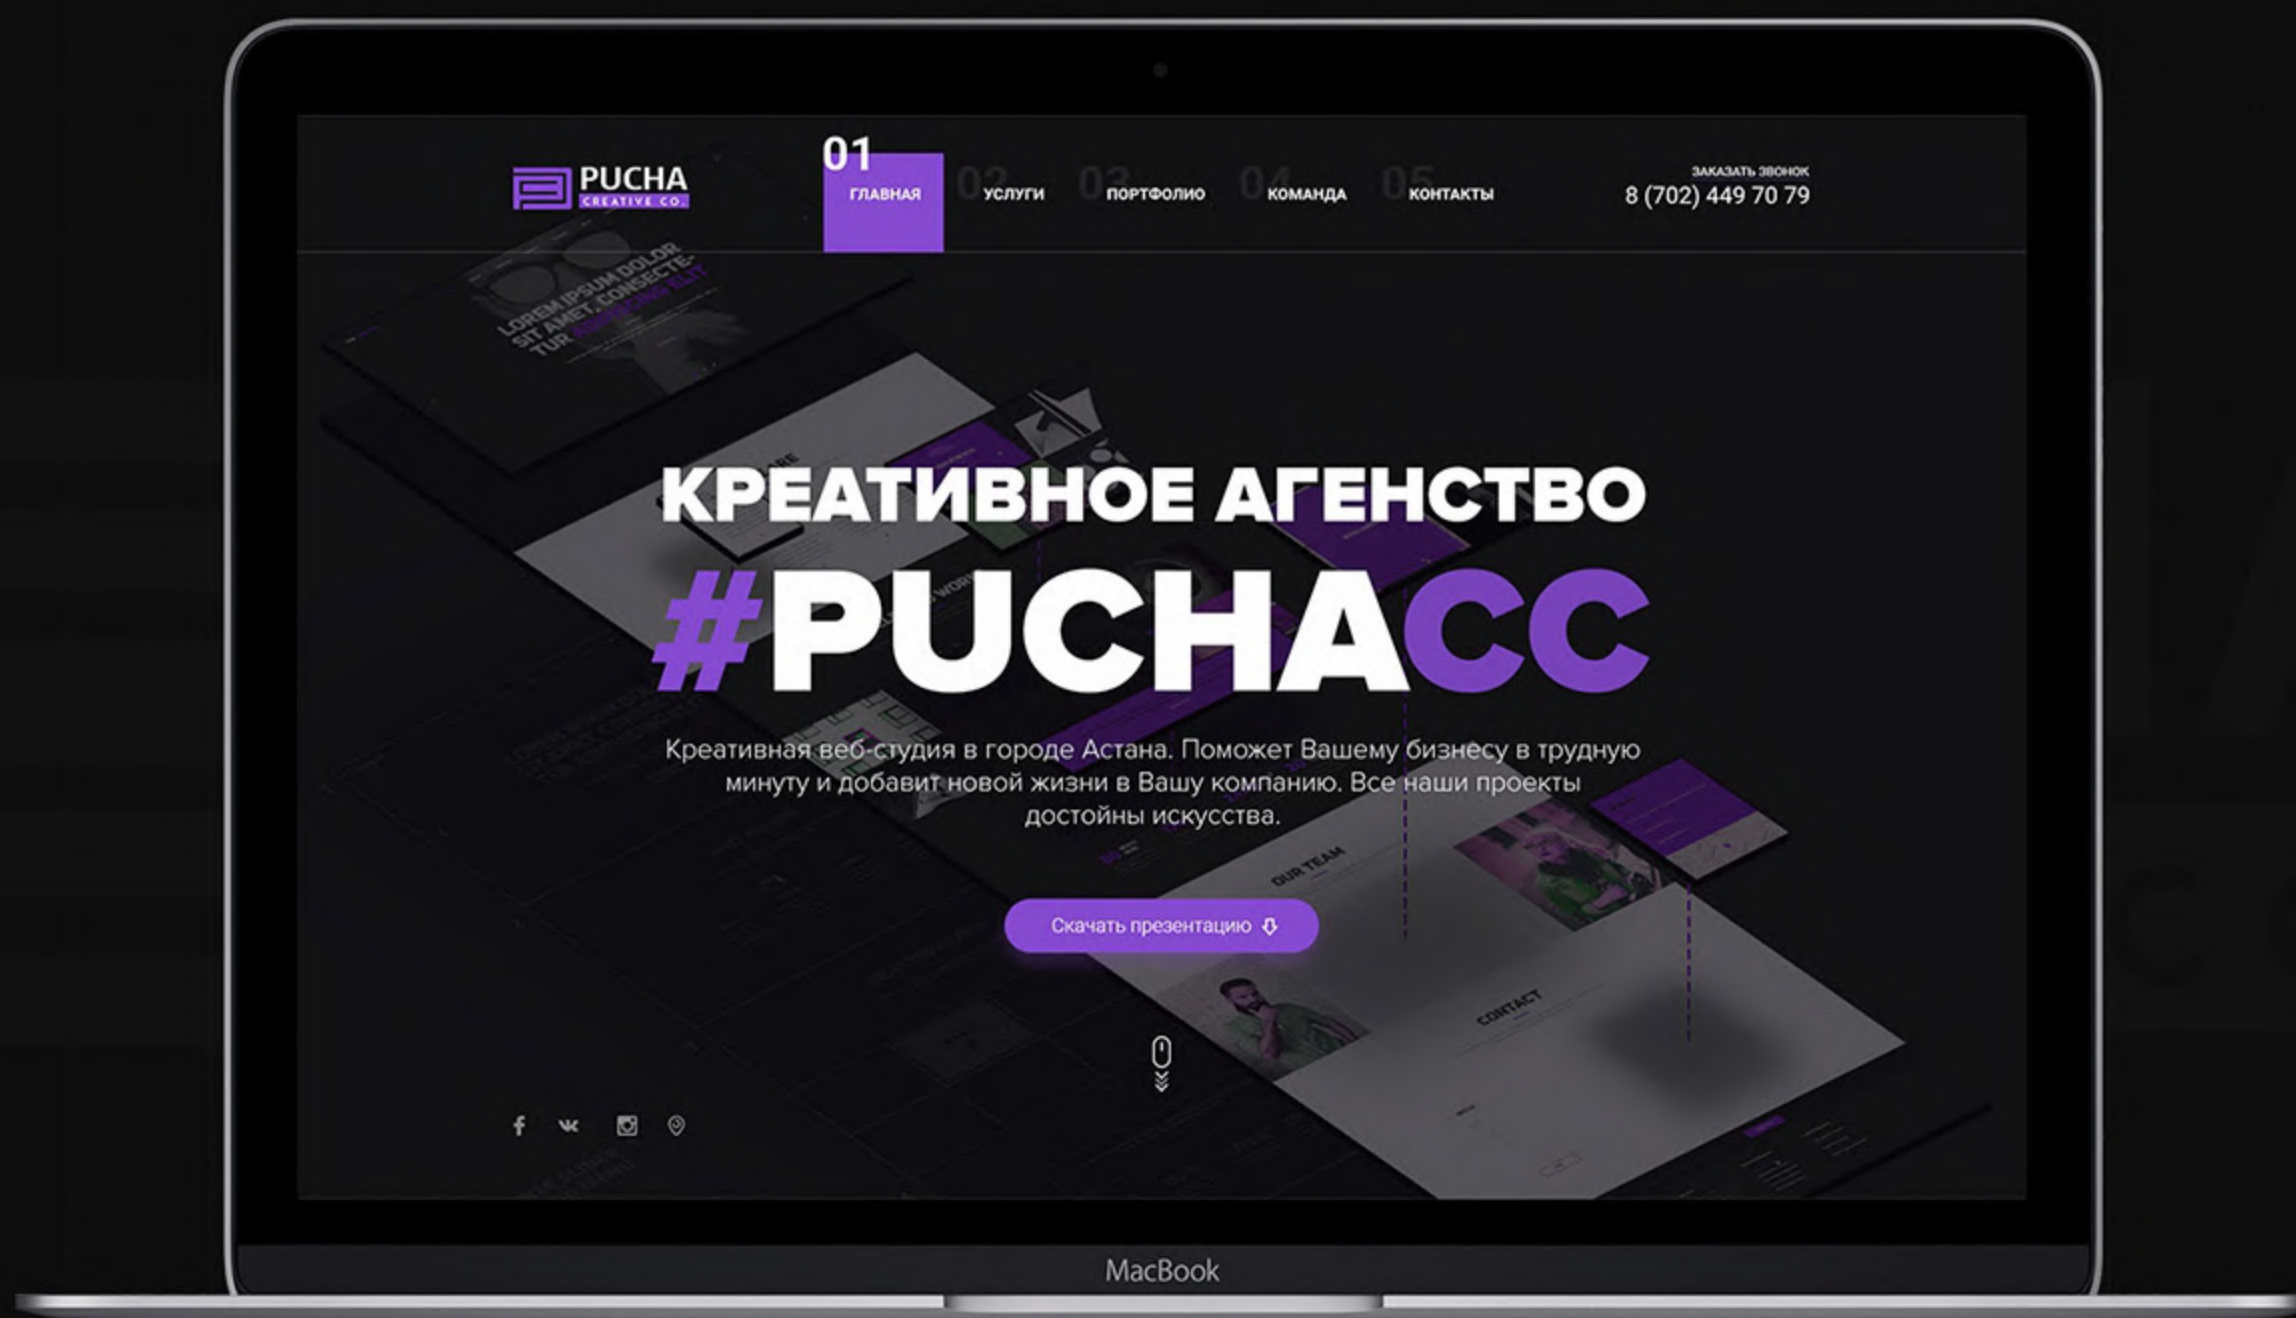 PUCHA
CREATIVE CO.
01
ГЛАВНАЯ
02
УСЛУГИ
03
ПОРТФОЛИО
04
КОМАНДА
05
КОНТАКТЫ
ЗАКАЗАТЬ ЗВОНОК
8 (702) 449 70 79
LOREM IPSUM DOLOR
SIT AMET, CONSECTE-
TUR ADIPISCING ELIT
КРЕАТИВНОЕ АГЕНСТВО
#PUCHACC
Креативная веб-студия в городе Астана. Поможет Вашему бизнесу в трудную
минуту и добавит новой жизни в Вашу компанию. Все наши проекты
достойны искусства.
OUR TEAM
Скачать презентацию
CONTACT
MacBook